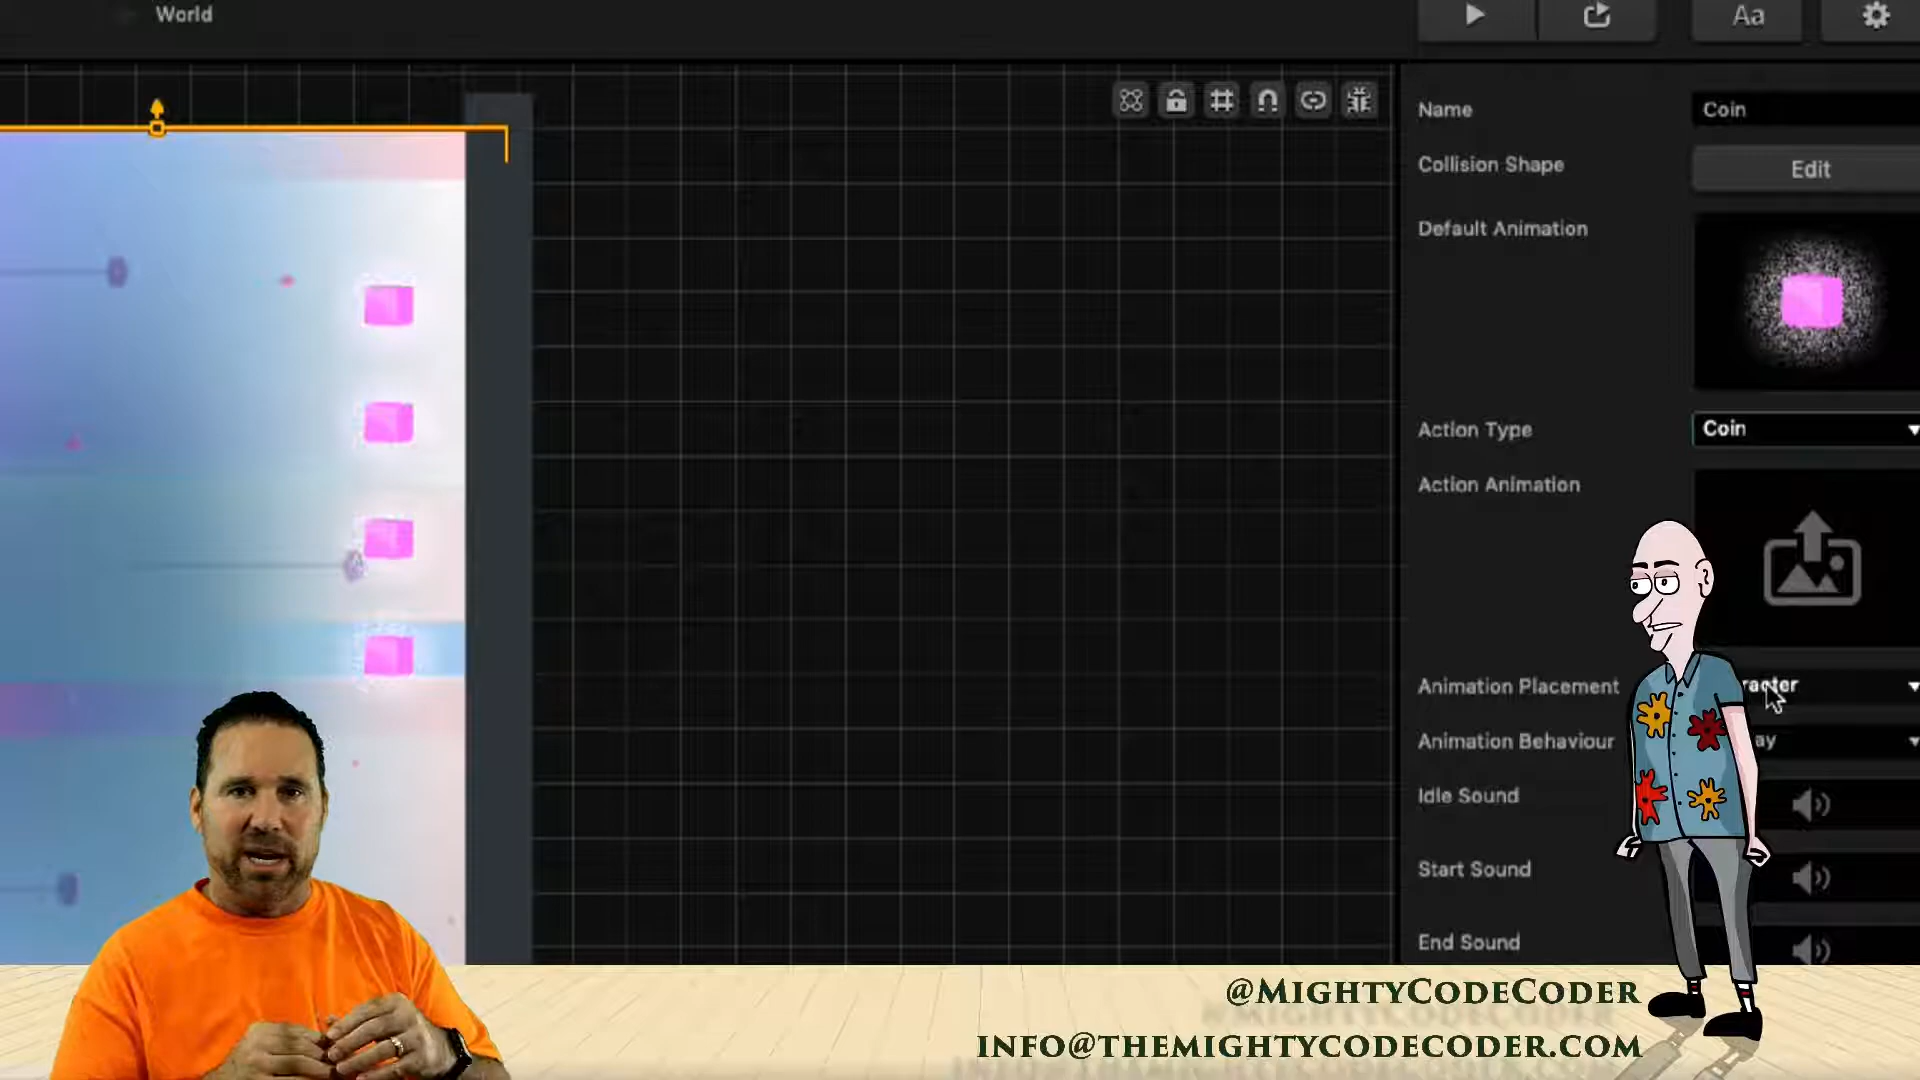 World
Aa
Name
Coin
Collision Shape
Edit
Default Animation
Action Type
Coin
Action Animation
Animation Placement
Animation Behaviour
Idle Sound
Start Sound
End Sound
@MightyCodeCoder
info@themightycodecoder.com